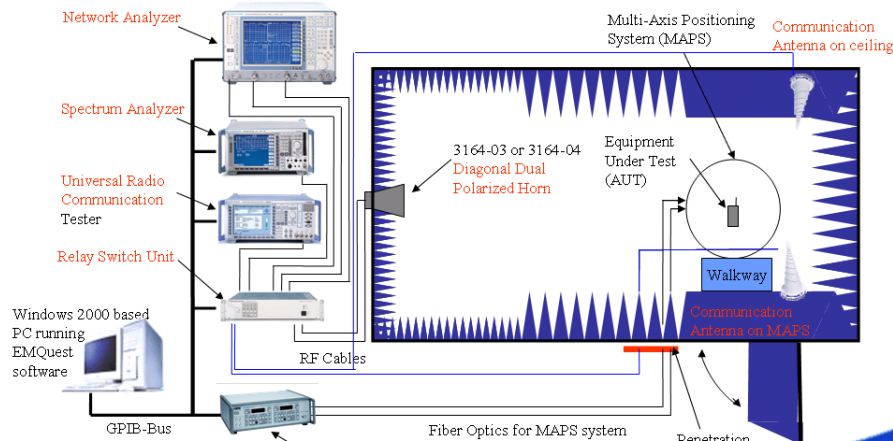 Network Analyzer
Multi-Axis Positioning
System (MAPS)
Communication
Antenna on ceiling
Spectrum Analyzer
3164-03 or 3164-04
Diagonal Dual
Polarized Horn
Equipment
Under Test
(AUT)
Universal Radio
Communication
Tester
Relay Switch Unit
Walkway
Windows 2000 based
PC running
EMQuest
software
Communication
Antenna on MAPS
RF Cables
GPIB-Bus
Fiber Optics for MAPS system
Penetration